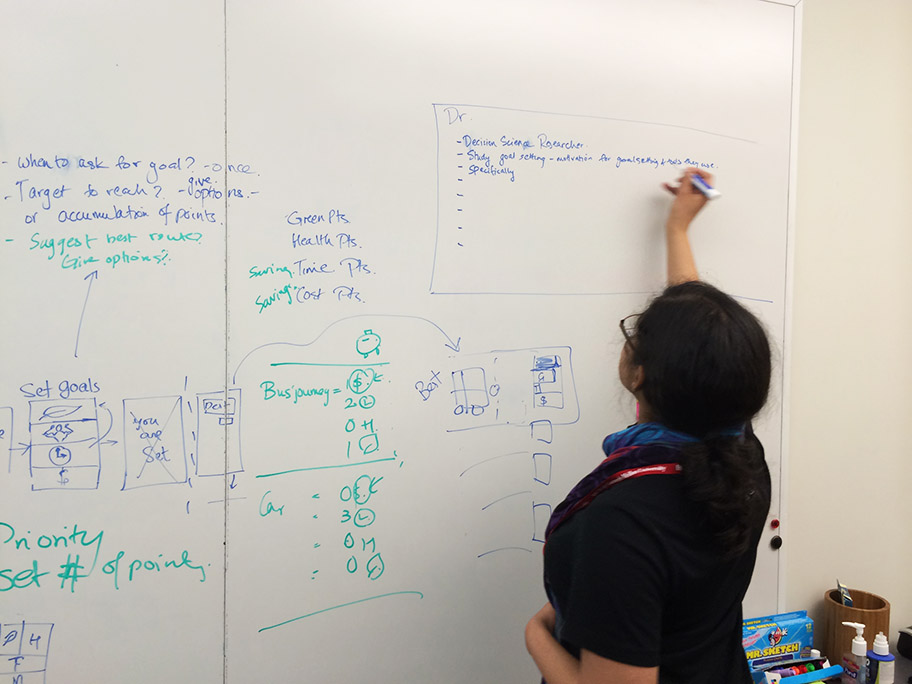 - When to ask for goal? - once.
- Target to reach? - give options. -
or accumulation of points.
- Suggest best route?
Give options?
Green Pts
Health Pts.
Saving Time Pts.
Saving Cost Pts.
Dr.
- Decision Science Researcher.
- Study goal setting - motivation for goal setting & tools they use.
- Specifically
-
-
-
-
-
Set goals
$
you are set
Bus journey = 1 $
2
0 H
1
Car = 0 $
= 3
= 0 H
= 0
Best
G
$
Priority
set # of points.
P H
T
MR. SKETCH